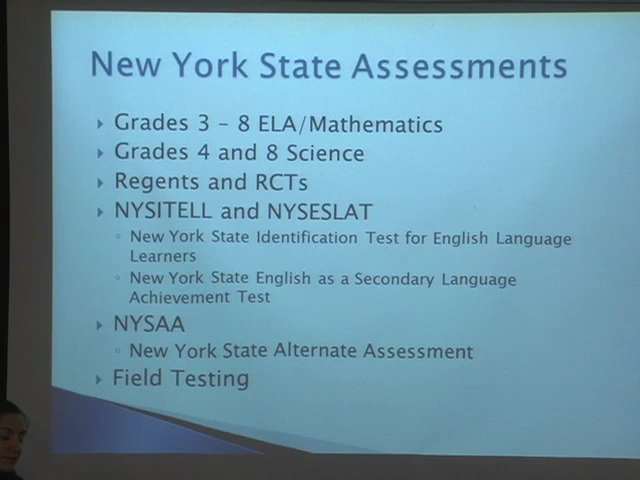 New York State Assessments
Grades 3 - 8 ELA/Mathematics
Grades 4 and 8 Science
Regents and RCTs
NYSITELL and NYSESLAT
New York State Identification Test for English Language
Learners
New York State English as a Secondary Language
Achievement Test
NYSAA
New York State Alternate Assessment
Field Testing